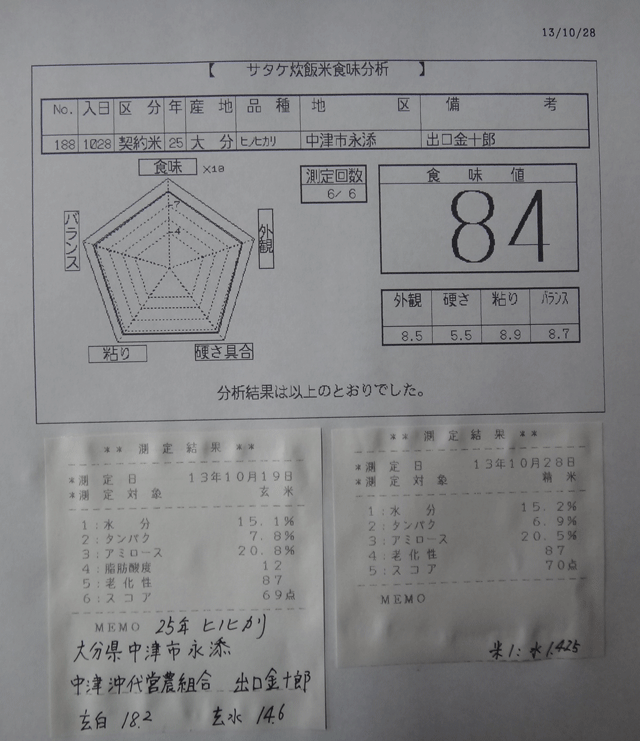 13/10/28
【 サタケ炊飯米食味分析 】
No. 入日 区分 年 産地 品種 地区 備考
188 1028 契約米 25 大分 ヒノヒカリ 中津市永添 出口金十郎
食味 ×10
測定回数
6/ 6
食味値
84
7
4
バランス
外観
粘り
硬さ具合
外観 硬さ 粘り バランス
8.5 5.5 8.9 8.7
分析結果は以上のとおりでした。
** 測定結果 **
*測定日 13年10月19日
*測定対象 玄米
1:水分 15.1%
2:タンパク 7.8%
3:アミロース 20.8%
4:脂肪酸度 12
5:老化性 87
6:スコア 69点
MEMO 25年 ヒノヒカリ
大分県中津市永添
中津沖代営農組合 出口金十郎
玄白 18.2 玄水 14.6
** 測定結果 **
*測定日 13年10月28日
*測定対象 精米
1:水分 15.2%
2:タンパク 6.9%
3:アミロース 20.5%
4:老化性 87
5:スコア 70点
MEMO
米1:水1.425